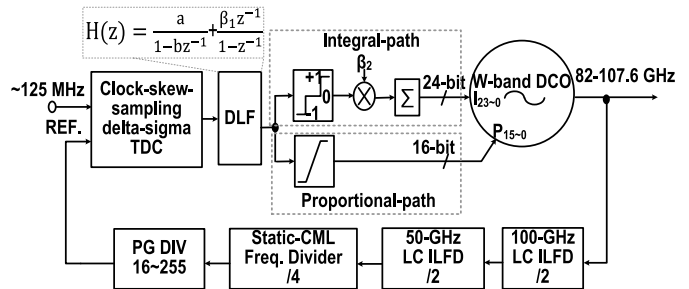 H(z) = a/(1-bz⁻¹) + β₁z⁻¹/(1-z⁻¹)
~125 MHz
REF.
Clock-skew-
sampling
delta-sigma
TDC
DLF
Integral-path
+1
0
-1
β₂
Σ
24-bit
W-band DCO
I₂₃~₀
P₁₅~₀
82-107.6 GHz
16-bit
Proportional-path
PG DIV
16~255
Static-CML
Freq. Divider
/4
50-GHz
LC ILFD
/2
100-GHz
LC ILFD
/2